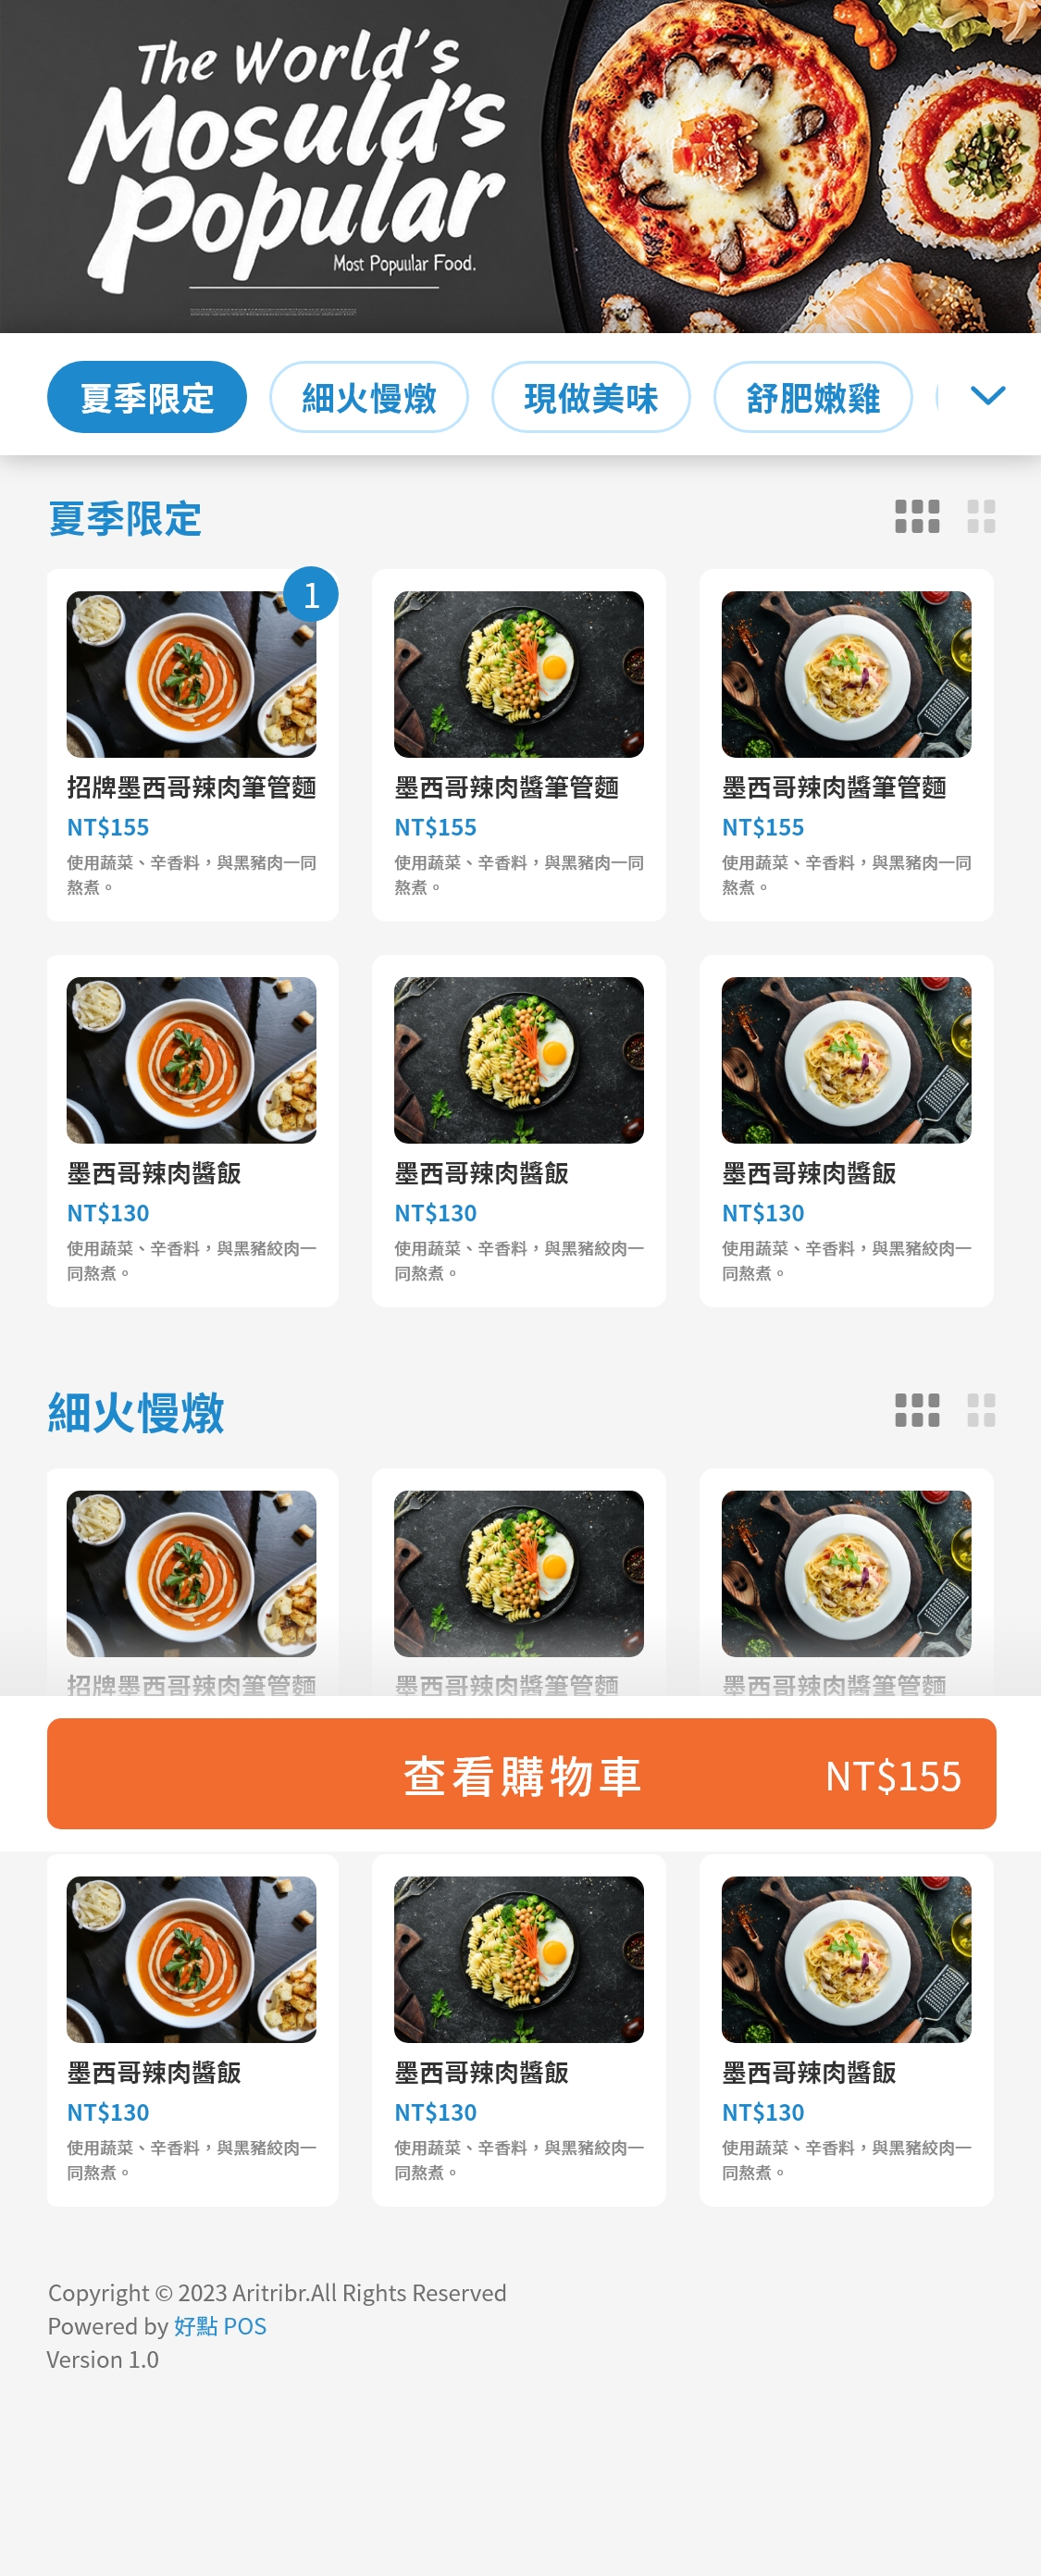 The World's
Mosuld's
Popular
Most Popuular Food.
夏季限定
細火慢燉
現做美味
舒肥嫩雞
夏季限定
1
招牌墨西哥辣肉筆管麵
NT$155
使用蔬菜、辛香料，與黑豬肉一同
熬煮。
墨西哥辣肉醬筆管麵
NT$155
使用蔬菜、辛香料，與黑豬肉一同
熬煮。
墨西哥辣肉醬筆管麵
NT$155
使用蔬菜、辛香料，與黑豬肉一同
熬煮。
墨西哥辣肉醬飯
NT$130
使用蔬菜、辛香料，與黑豬絞肉一
同熬煮。
墨西哥辣肉醬飯
NT$130
使用蔬菜、辛香料，與黑豬絞肉一
同熬煮。
墨西哥辣肉醬飯
NT$130
使用蔬菜、辛香料，與黑豬絞肉一
同熬煮。
細火慢燉
招牌墨西哥辣肉筆管麵
墨西哥辣肉醬筆管麵
墨西哥辣肉醬筆管麵
查看購物車
NT$155
墨西哥辣肉醬飯
NT$130
使用蔬菜、辛香料，與黑豬絞肉一
同熬煮。
墨西哥辣肉醬飯
NT$130
使用蔬菜、辛香料，與黑豬絞肉一
同熬煮。
墨西哥辣肉醬飯
NT$130
使用蔬菜、辛香料，與黑豬絞肉一
同熬煮。
Copyright © 2023 Aritribr.All Rights Reserved
Powered by 好點 POS
Version 1.0